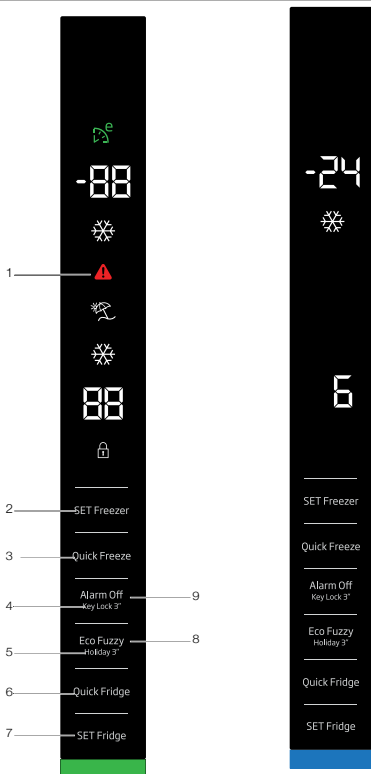 e
-88
1
88
2
SET Freezer
3
Quick Freeze
Alarm Off
9
4
Key Lock 3"
Eco Fuzzy
8
5
Holiday 3"
6
Quick Fridge
7
SET Fridge
-24
6
SET Freezer
Quick Freeze
Alarm Off
Key Lock 3"
Eco Fuzzy
Holiday 3"
Quick Fridge
SET Fridge